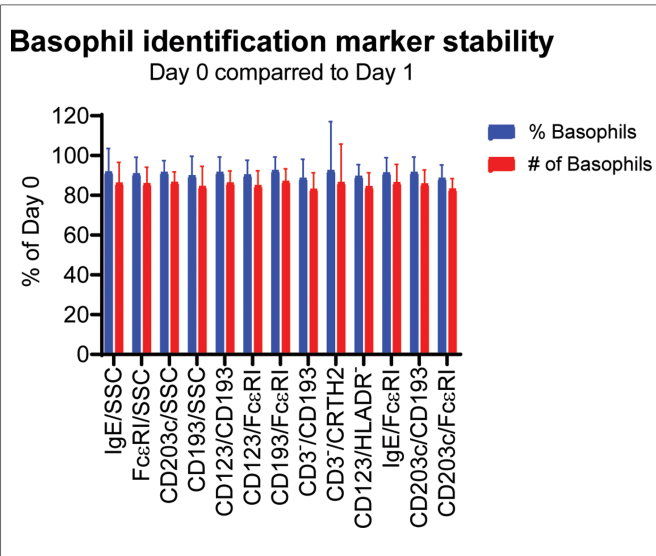 Basophil identification marker stability
Day 0 comparred to Day 1
% Basophils
# of Basophils
% of Day 0
120
100
80
60
40
20
0
IgE/SSC
FcεRI/SSC
CD203c/SSC
CD193/SSC
CD123/CD193
CD123/FcεRI
CD193/FcεRI
CD3⁻/CD193
CD3⁻/CRTH2
CD123/HLADR⁻
IgE/FcεRI
CD203c/CD193
CD203c/FcεRI